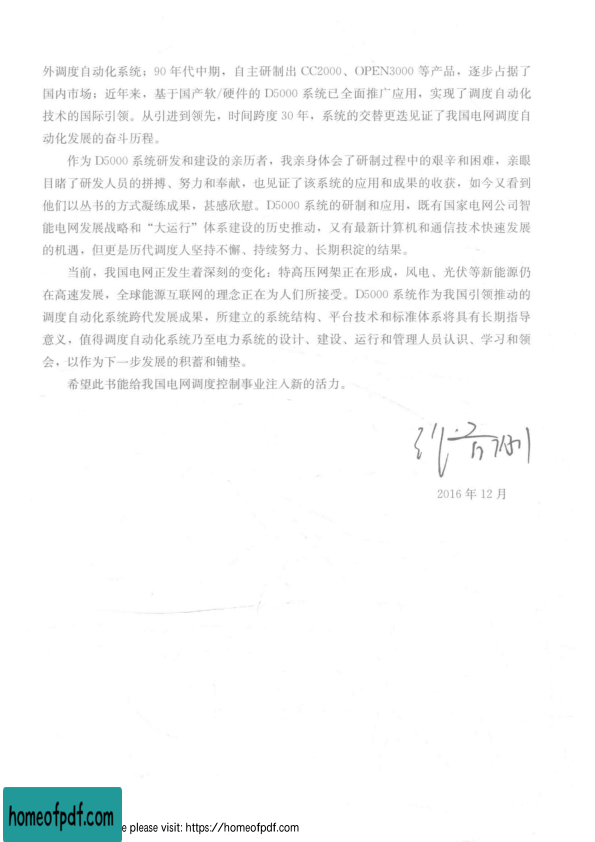 外调度自动化系统；90 年代中期，自主研制出 CC2000、OPEN3000 等产品，逐步占据了
国内市场；近年来，基于国产软/硬件的 D5000 系统已全面推广应用，实现了调度自动化
技术的国际引领。从引进到领先，时间跨度 30 年，系统的交替更迭见证了我国电网调度自
动化发展的奋斗历程。
作为 D5000 系统研发和建设的亲历者，我亲身体会了研制过程中的艰辛和困难，亲眼
目睹了研发人员的拼搏、努力和奉献，也见证了该系统的应用和成果的收获，如今又看到
他们以丛书的方式凝练成果，甚感欣慰。D5000 系统的研制和应用，既有国家电网公司智
能电网发展战略和“大运行”体系建设的历史推动，又有最新计算机和通信技术快速发展
的机遇，但更是历代调度人坚持不懈、持续努力、长期积淀的结果。
当前，我国电网正发生着深刻的变化：特高压网架正在形成，风电、光伏等新能源仍
在高速发展，全球能源互联网的理念正在为人们所接受。D5000 系统作为我国引领推动的
调度自动化系统跨代发展成果，所建立的系统结构、平台技术和标准体系将具有长期指导
意义，值得调度自动化系统乃至电力系统的设计、建设、运行和管理人员认识、学习和领
会，以作为下一步发展的积蓄和铺垫。
希望此书能给我国电网调度控制事业注入新的活力。
2016 年 12 月
homeofpdf.com
e please visit: https://homeofpdf.com